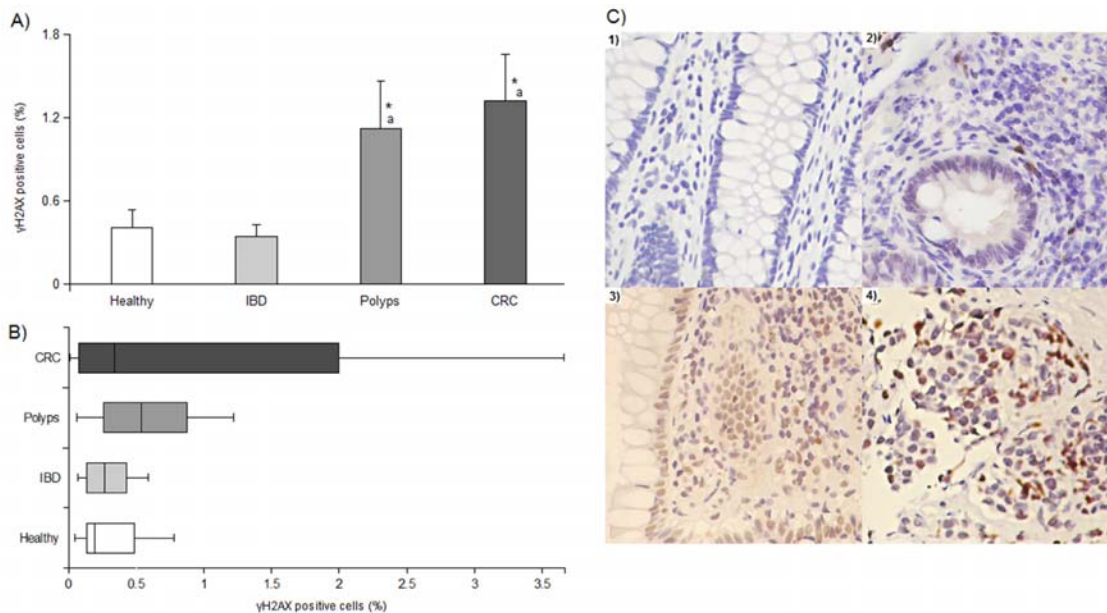 A)
1.8
1.2
0.6
0
γH2AX positive cells (%)
*
a
*
a
Healthy IBD Polyps CRC
B)
CRC
Polyps
IBD
Healthy
0 0.5 1 1.5 2 2.5 3 3.5
γH2AX positive cells (%)
C)
1)
2)
3)
4)